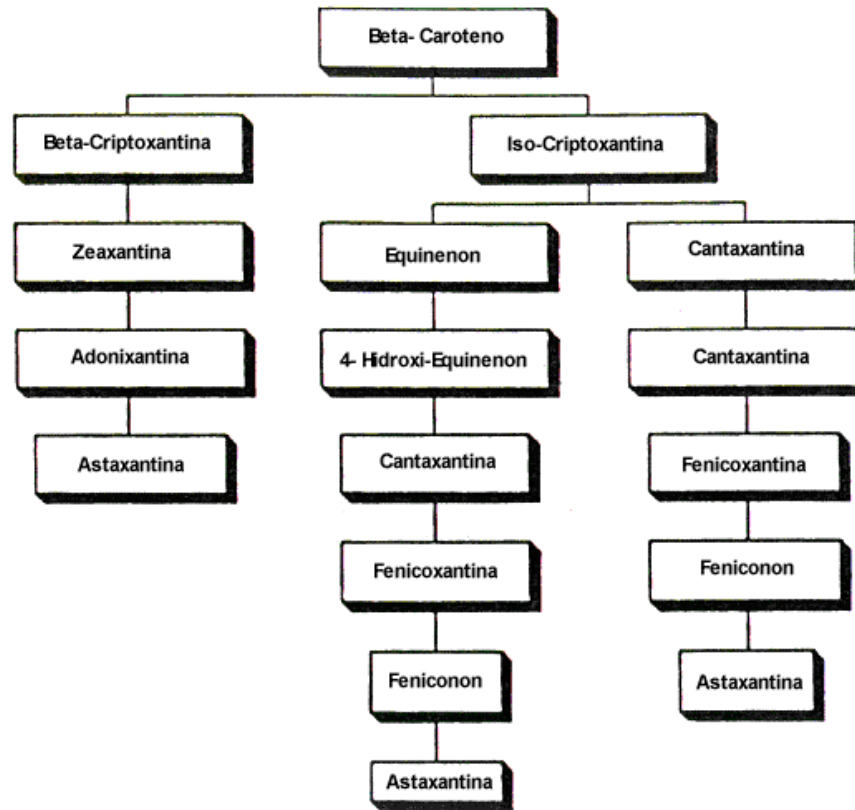 Beta- Caroteno
Beta-Criptoxantina
Iso-Criptoxantina
Zeaxantina
Equinenon
Cantaxantina
Adonixantina
4- Hidroxi-Equinenon
Cantaxantina
Astaxantina
Cantaxantina
Fenicoxantina
Fenicoxantina
Feniconon
Feniconon
Astaxantina
Astaxantina